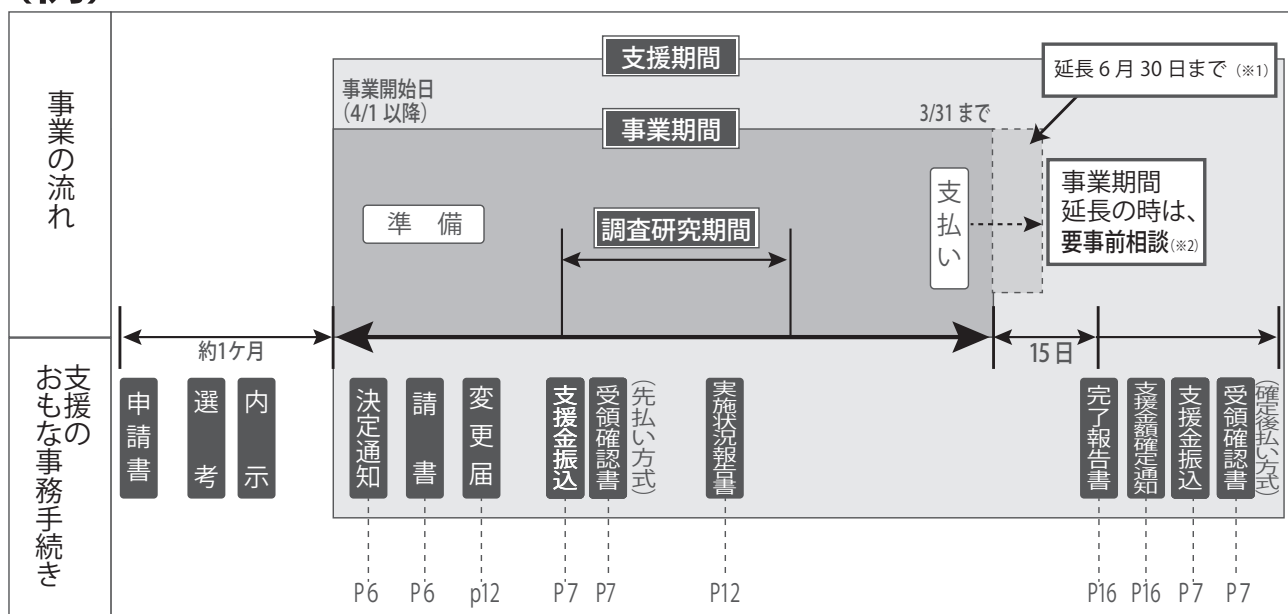 事業の流れ
支援期間
延長6月30日まで (※1)
事業開始日
(4/1 以降)
事業期間
3/31 まで
準 備
調査研究期間
支払い
事業期間
延長の時は、
要事前相談(※2)
約1ケ月
15日
支援の
おもな事務手続き
申請書
選考
内示
決定通知
請書
変更届
支援金振込
受領確認書
(先払い方式)
実施状況報告書
完了報告書
支援金額確定通知
支援金振込
受領確認書
(確定後払い方式)
P6
P6
p12
P7
P7
P12
P16
P16
P7
P7